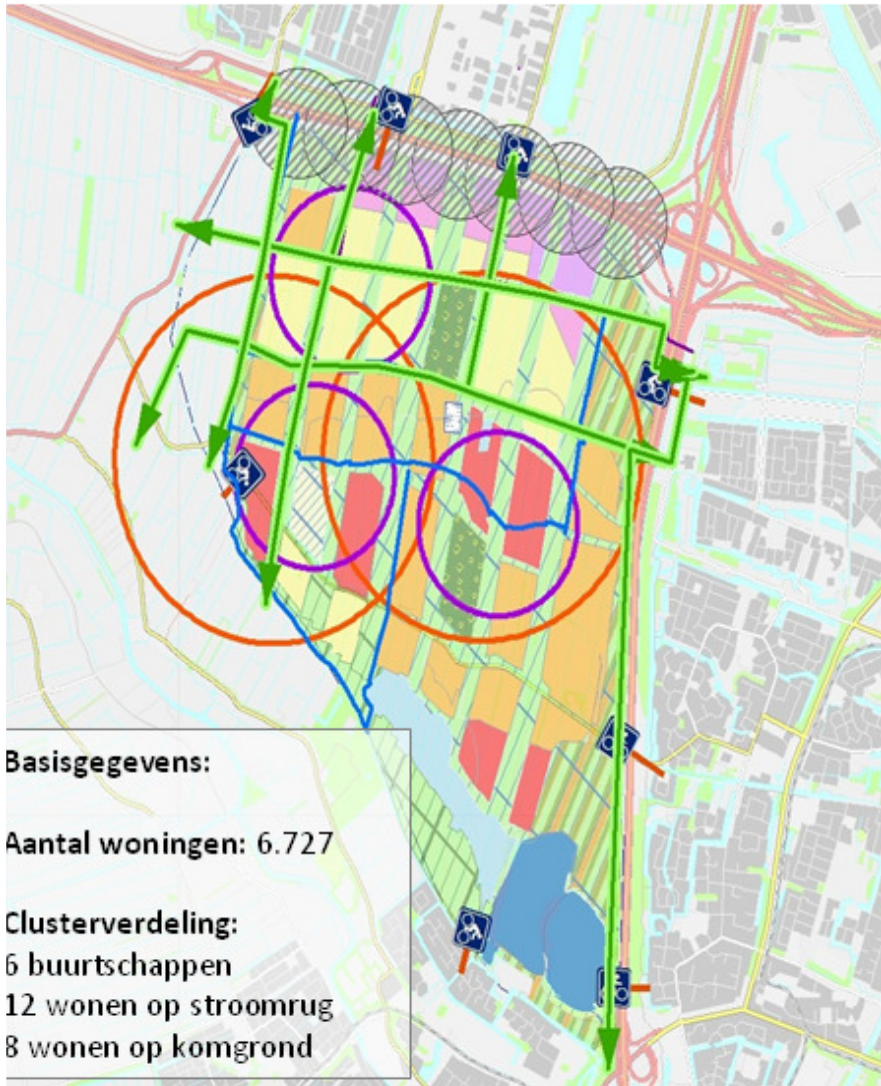 Basisgegevens:
Aantal woningen: 6.727
Clusterverdeling:
6 buurtschappen
12 wonen op stroomrug
8 wonen op komgrond